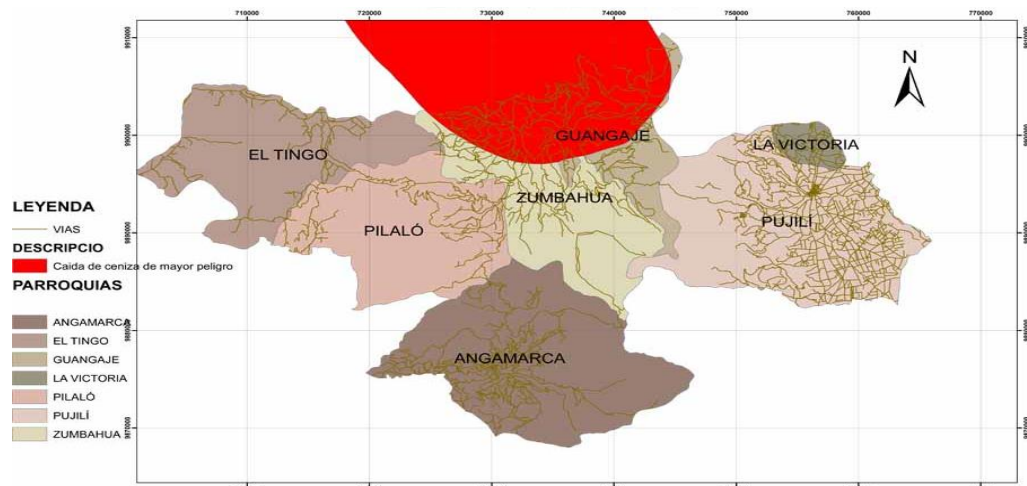 710000 720000 730000 740000 750000 760000 770000
N
GUANGAJE
LA VICTORIA
EL TINGO
ZUMBAHUA
PUJILÍ
PILALÓ
ANGAMARCA
LEYENDA
VIAS
DESCRIPCIO
Caida de ceniza de mayor peligro
PARROQUIAS
ANGAMARCA
EL TINGO
GUANGAJE
LA VICTORIA
PILALÓ
PUJILÍ
ZUMBAHUA